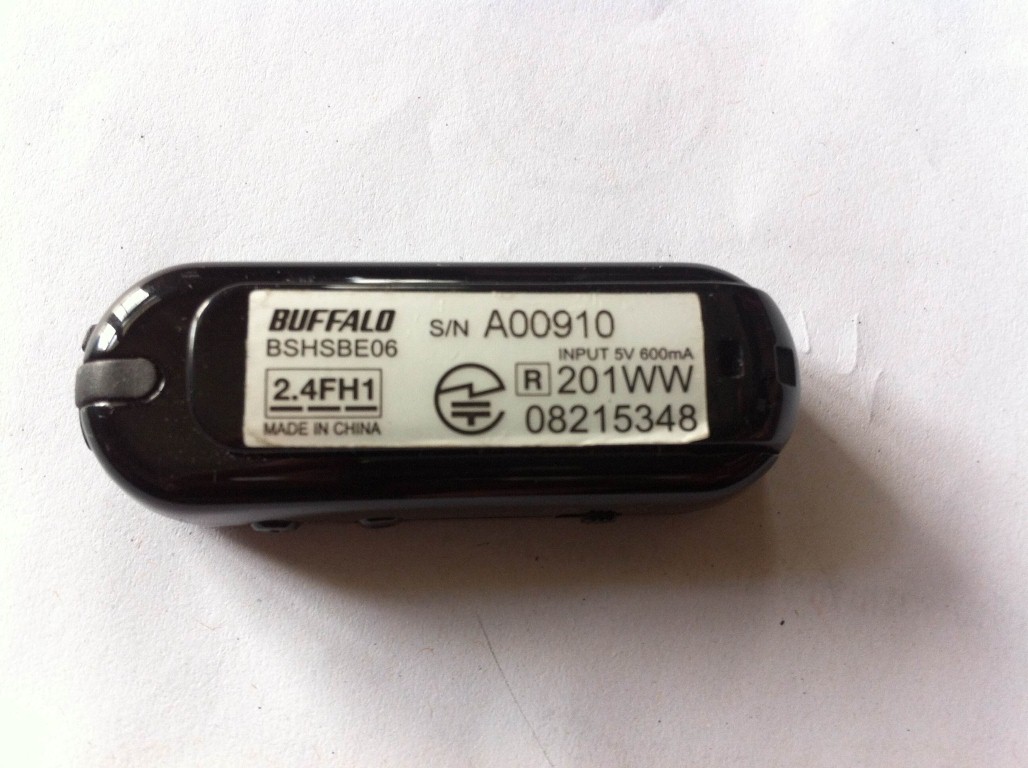 BUFFALO S/N A00910
BSHSBE06
INPUT 5V 600mA
2.4FH1
R 201WW
MADE IN CHINA
08215348